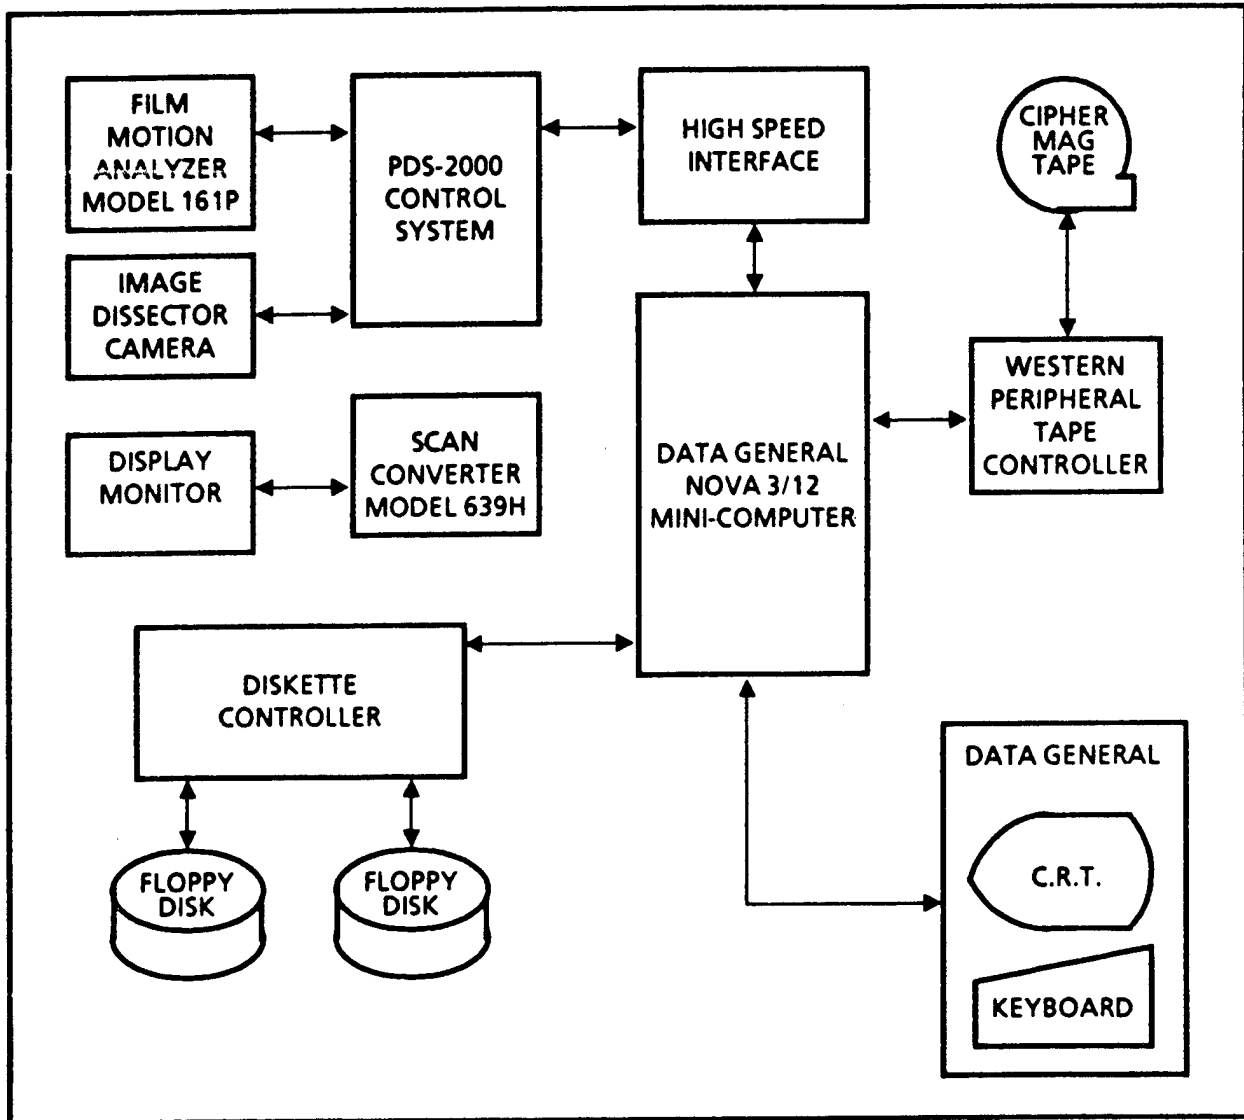 FILM
MOTION
ANALYZER
MODEL 161P
PDS-2000
CONTROL
SYSTEM
HIGH SPEED
INTERFACE
CIPHER
MAG
TAPE
IMAGE
DISSECTOR
CAMERA
WESTERN
PERIPHERAL
TAPE
CONTROLLER
DISPLAY
MONITOR
SCAN
CONVERTER
MODEL 639H
DATA GENERAL
NOVA 3/12
MINI-COMPUTER
DISKETTE
CONTROLLER
DATA GENERAL
C.R.T.
KEYBOARD
FLOPPY
DISK
FLOPPY
DISK